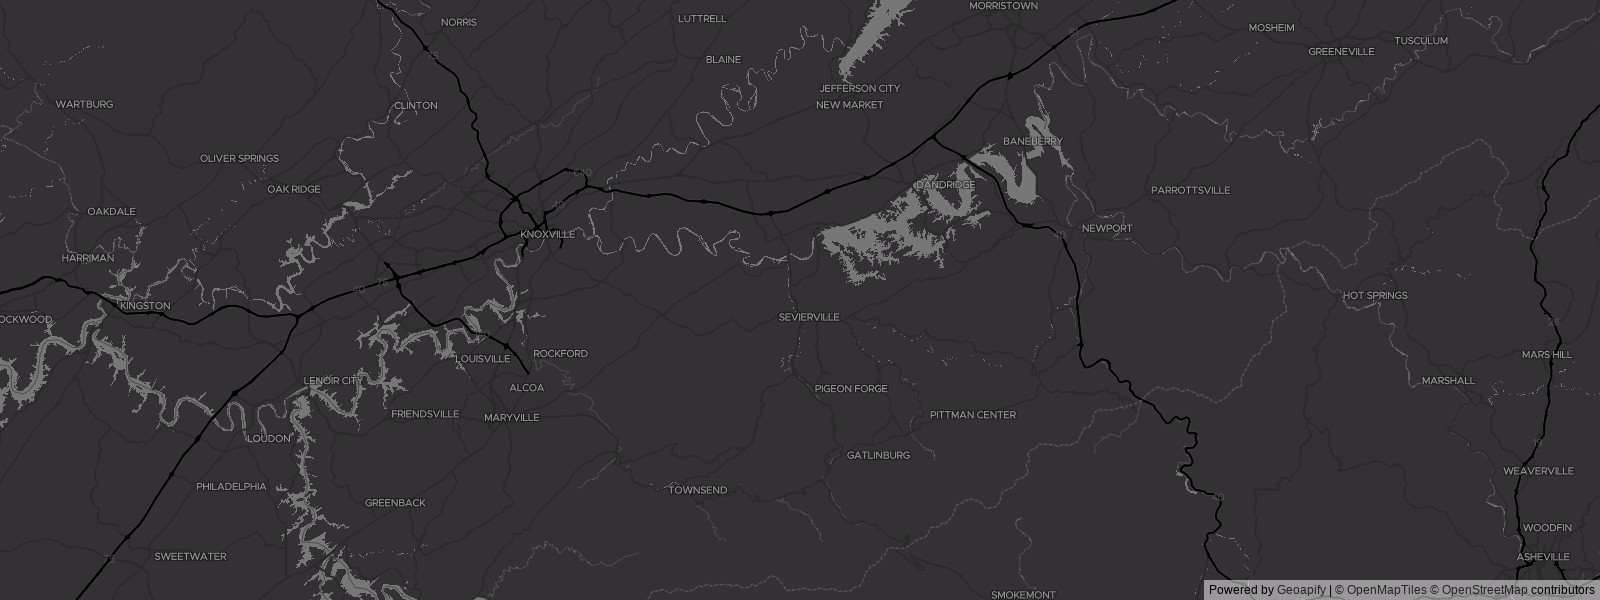 MORRISTOWN
NORRIS
LUTTRELL
MOSHEIM
TUSCULUM
GREENEVILLE
BLAINE
JEFFERSON CITY
NEW MARKET
WARTBURG
CLINTON
BANEBERRY
OLIVER SPRINGS
DANDRIDGE
OAK RIDGE
PARROTTSVILLE
OAKDALE
40
NEWPORT
KNOXVILLE
HARRIMAN
HOT SPRINGS
KINGSTON
OCKWOOD
SEVIERVILLE
ROCKFORD
MARS HILL
LOUISVILLE
LENOIR CITY
MARSHALL
ALCOA
PIGEON FORGE
FRIENDSVILLE
MARYVILLE
PITTMAN CENTER
LOUDON
GATLINBURG
WEAVERVILLE
PHILADELPHIA
TOWNSEND
GREENBACK
WOODFIN
SWEETWATER
ASHEVILLE
SMOKEMONT
Powered by Geoapify | © OpenMapTiles © OpenStreetMap contributors